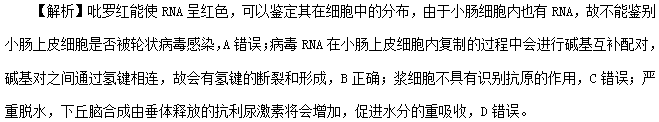 【解析】吡罗红能使 RNA 呈红色，可以鉴定其在细胞中的分布，由于小肠细胞内也有 RNA，故不能鉴别
小肠上皮细胞是否被轮状病毒感染，A 错误；病毒 RNA 在小肠上皮细胞内复制的过程中会进行碱基互补配对，
碱基对之间通过氢键相连，故会有氢键的断裂和形成，B 正确；浆细胞不具有识别抗原的作用，C 错误；严
重脱水，下丘脑合成由垂体释放的抗利尿激素将会增加，促进水分的重吸收，D 错误。